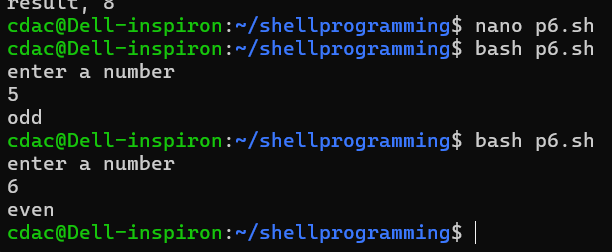 result, 8
cdac@Dell-inspiron:~/shellprogramming$ nano p6.sh
cdac@Dell-inspiron:~/shellprogramming$ bash p6.sh
enter a number
5
odd
cdac@Dell-inspiron:~/shellprogramming$ bash p6.sh
enter a number
6
even
cdac@Dell-inspiron:~/shellprogramming$